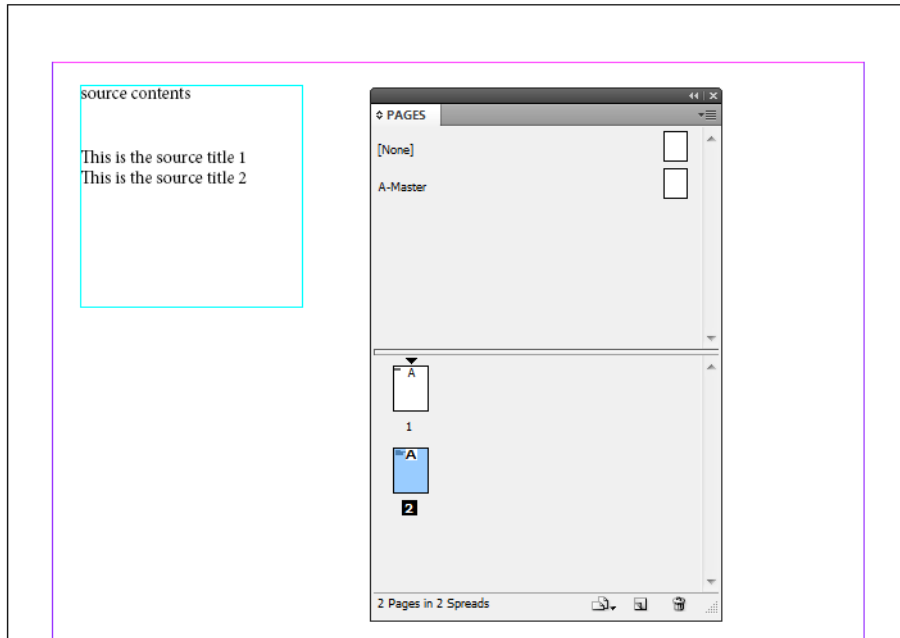 source contents
This is the source title 1
This is the source title 2
PAGES
[None]
A-Master
A
1
A
2
2 Pages in 2 Spreads